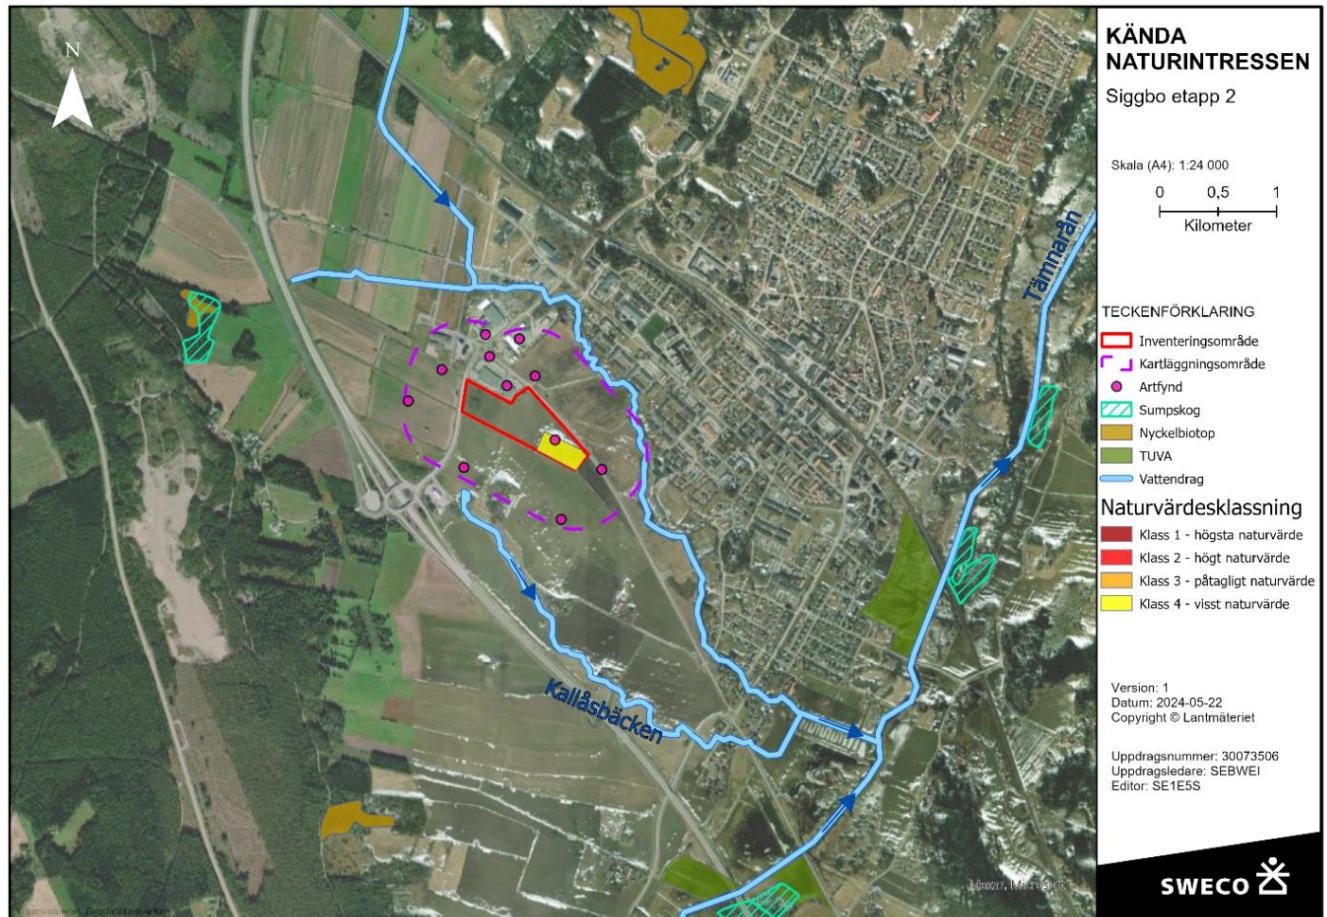 N
Tämnarån
Kallåsbäcken
KÄNDA
NATURINTRESSEN
Siggbo etapp 2
Skala (A4): 1:24 000
0 0,5 1
Kilometer
TECKENFÖRKLARING
Inventeringsområde
Kartläggningsområde
Artfynd
Sumpskog
Nyckelbiotop
TUVA
Vattendrag
Naturvärdesklassning
Klass 1 - högsta naturvärde
Klass 2 - högt naturvärde
Klass 3 - påtagligt naturvärde
Klass 4 - visst naturvärde
Version: 1
Datum: 2024-05-22
Copyright © Lantmäteriet
Uppdragsnummer: 30073506
Uppdragsledare: SEBWEI
Editor: SE1E5S
SWECO